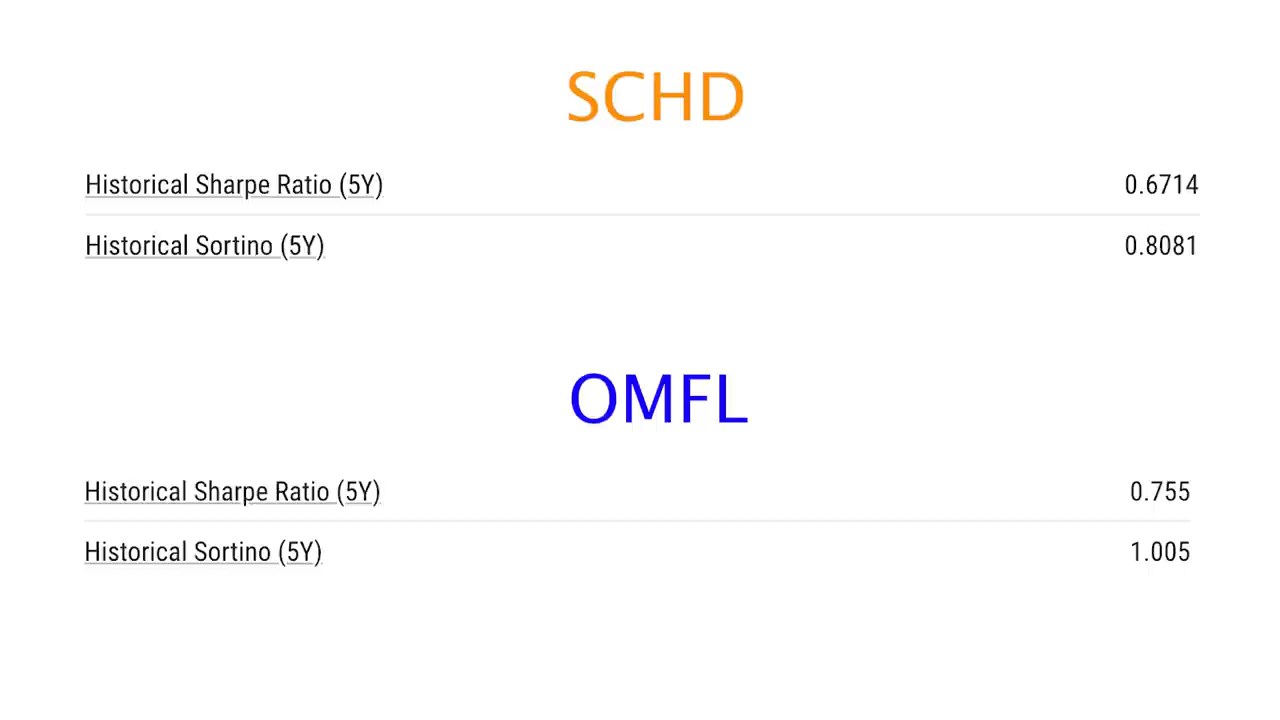 SCHD
Historical Sharpe Ratio (5Y) 0.6714
Historical Sortino (5Y) 0.8081
OMFL
Historical Sharpe Ratio (5Y) 0.755
Historical Sortino (5Y) 1.005